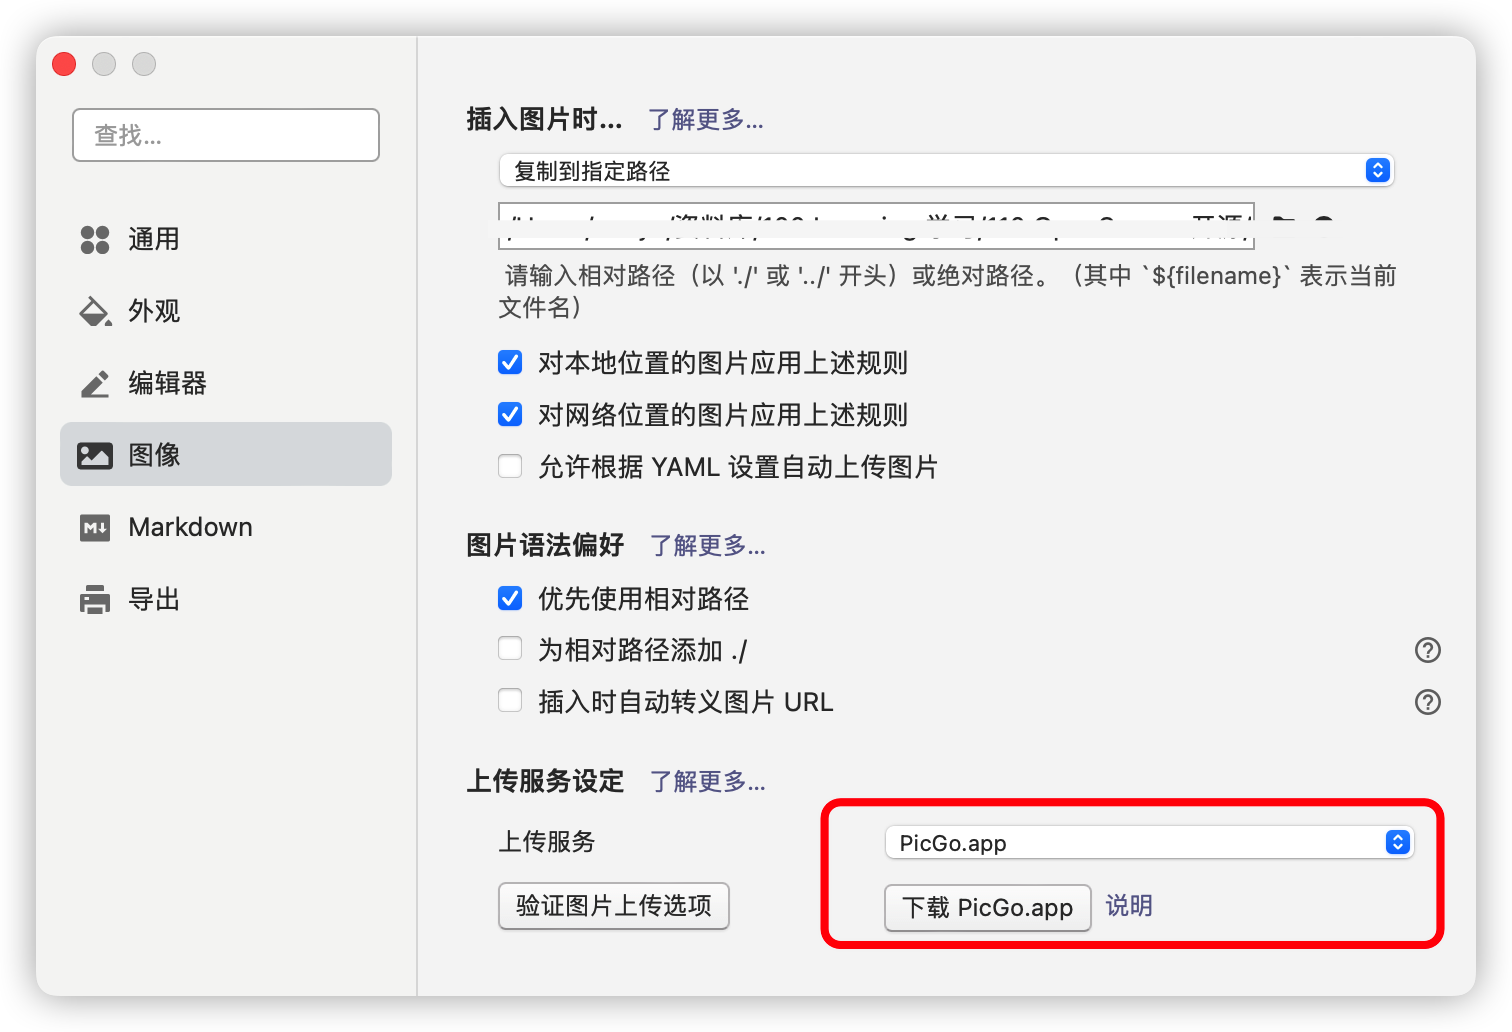 查找...
通用
外观
编辑器
图像
Markdown
导出
插入图片时... 了解更多...
复制到指定路径
请输入相对路径（以 './' 或 '../' 开头）或绝对路径。（其中 `${filename}` 表示当前
文件名）
对本地位置的图片应用上述规则
对网络位置的图片应用上述规则
允许根据 YAML 设置自动上传图片
图片语法偏好 了解更多...
优先使用相对路径
为相对路径添加 ./
插入时自动转义图片 URL
上传服务设定 了解更多...
上传服务 PicGo.app
验证图片上传选项 下载 PicGo.app 说明